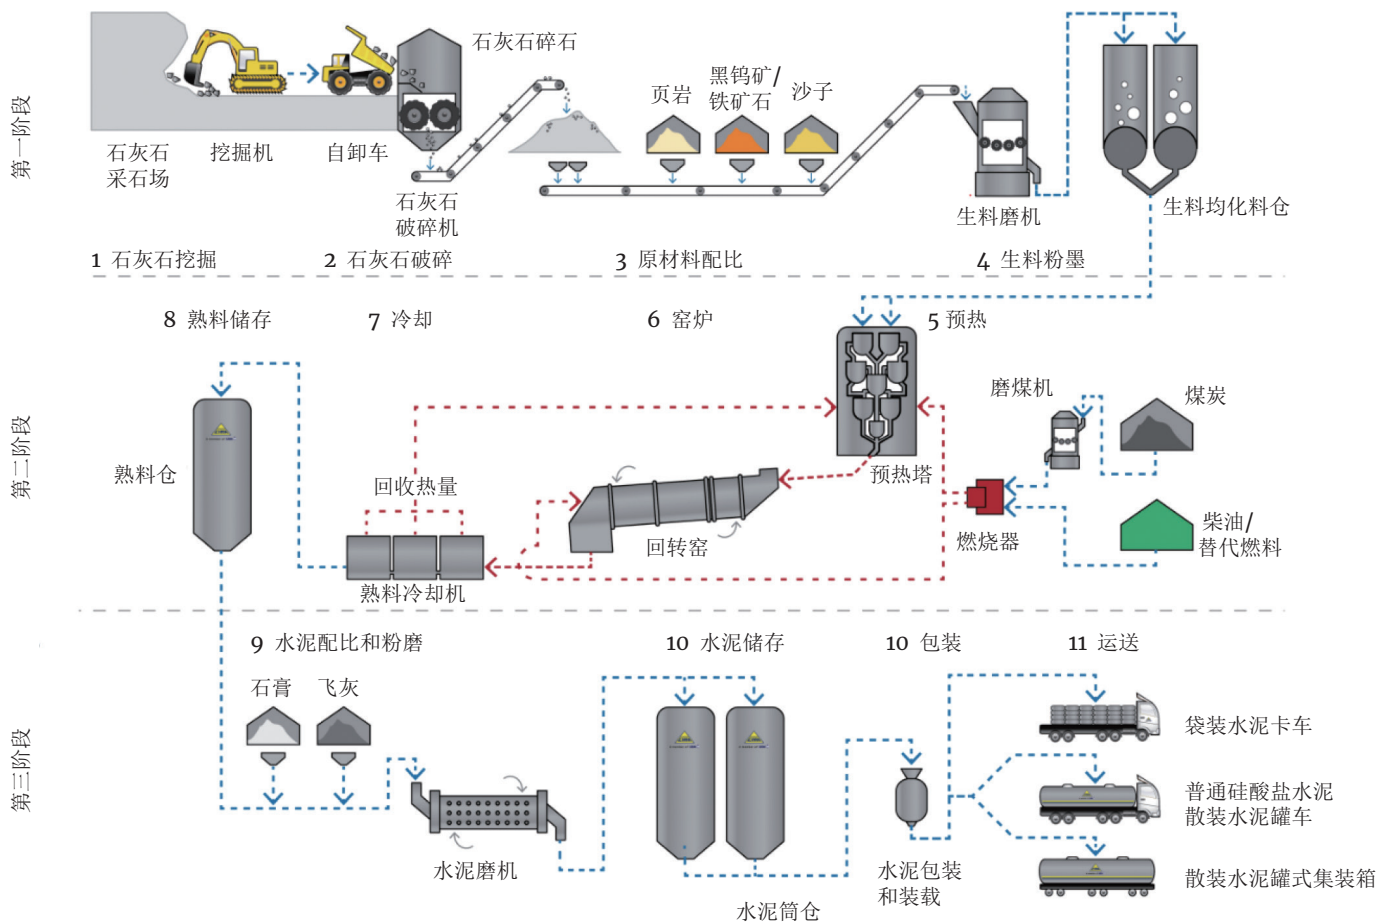 第一阶段
石灰石碎石
页岩
黑钨矿/
铁矿石
沙子
石灰石
采石场
挖掘机
自卸车
石灰石
破碎机
生料磨机
生料均化料仓
1 石灰石挖掘
2 石灰石破碎
3 原材料配比
4 生料粉墨
第二阶段
8 熟料储存
7 冷却
6 窑炉
5 预热
磨煤机
煤炭
熟料仓
回收热量
预热塔
回转窑
燃烧器
柴油/
替代燃料
熟料冷却机
第三阶段
9 水泥配比和粉磨
10 水泥储存
10 包装
11 运送
石膏
飞灰
袋装水泥卡车
普通硅酸盐水泥
散装水泥罐车
水泥磨机
水泥包装
和装载
散装水泥罐式集装箱
水泥筒仓